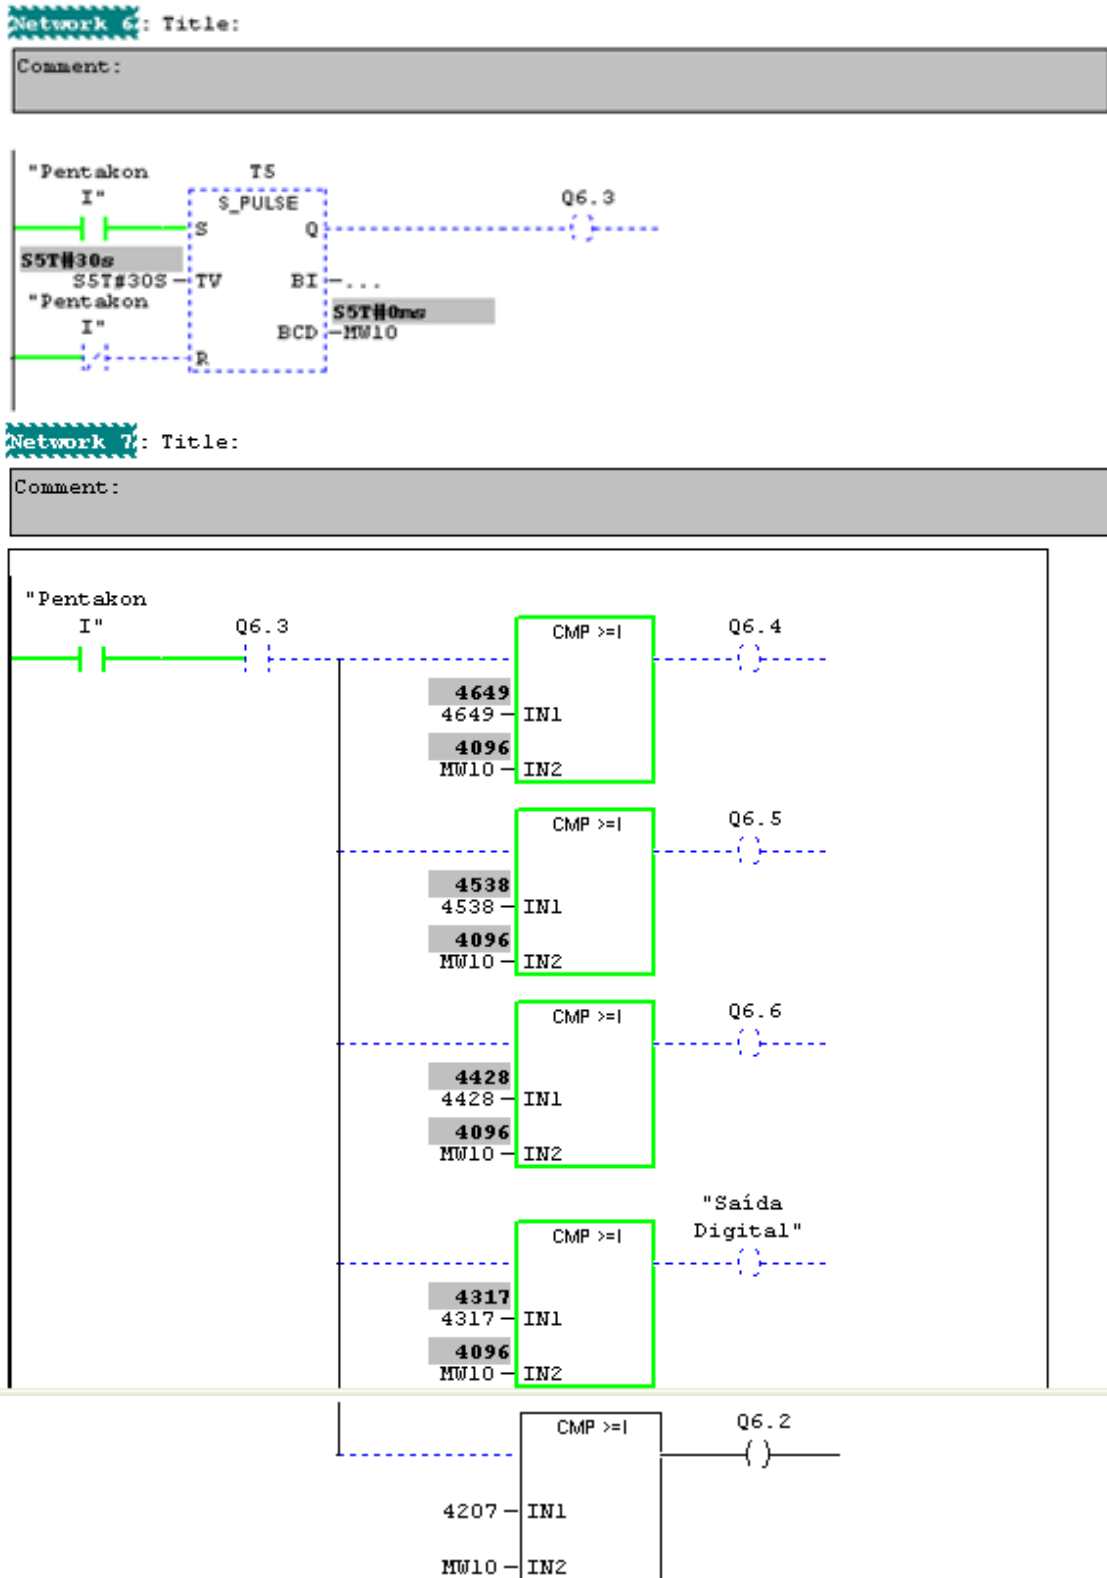 Network 6: Title:
Comment:
"Pentakon
I"
T5
S_PULSE
Q6.3
S
Q
S5T#30s
S5T#30S
TV
BI
...
"Pentakon
I"
S5T#0ms
BCD
MW10
R
Network 7: Title:
Comment:
"Pentakon
I"
Q6.3
CMP >=I
Q6.4
4649
4649
IN1
4096
MW10
IN2
CMP >=I
Q6.5
4538
4538
IN1
4096
MW10
IN2
CMP >=I
Q6.6
4428
4428
IN1
4096
MW10
IN2
"Saída
Digital"
CMP >=I
4317
4317
IN1
4096
MW10
IN2
CMP >=I
Q6.2
4207
IN1
MW10
IN2